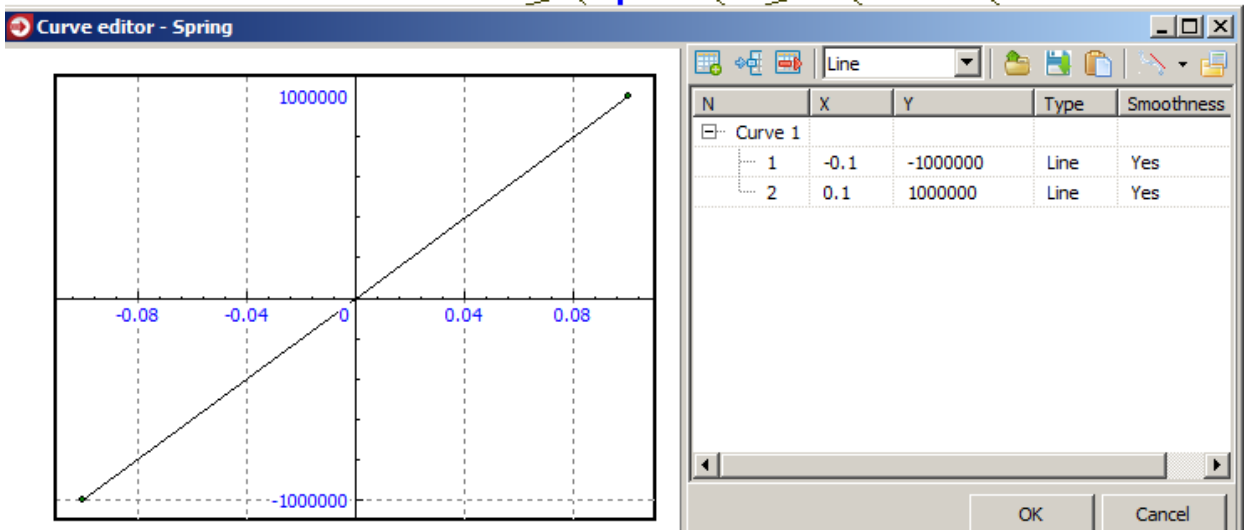 Curve editor - Spring
Line
1000000
-0.08 -0.04 0 0.04 0.08
-1000000
N X Y Type Smoothness
Curve 1
1 -0.1 -1000000 Line Yes
2 0.1 1000000 Line Yes
OK Cancel